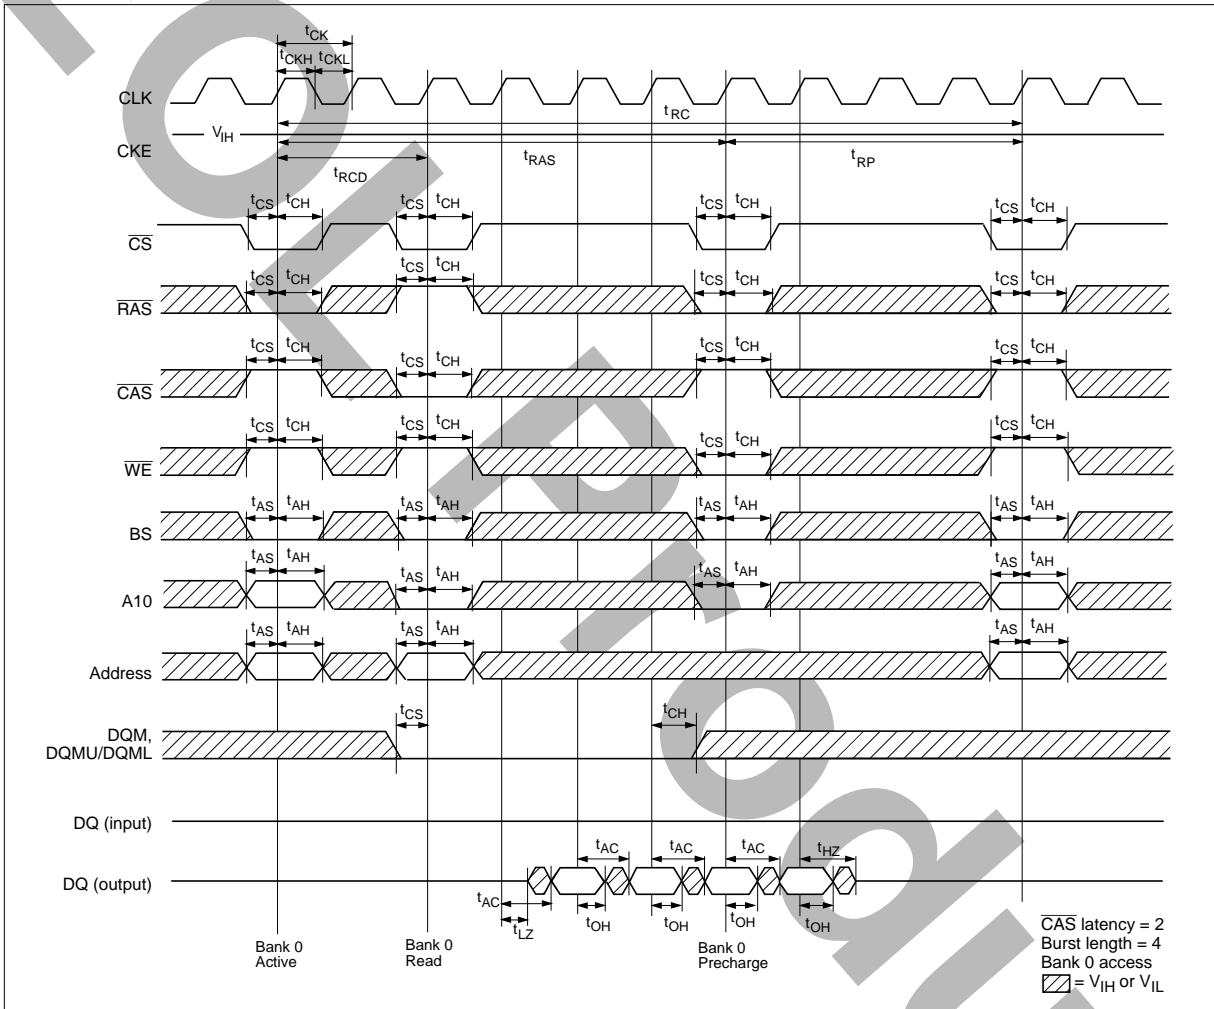 tCK
tCKH tCKL
CLK
tRC
VIH
CKE
tRAS
tRP
tRCD
tCS tCH tCS tCH tCS tCH tCS tCH
CS
tCS tCH tCS tCH tCS tCH tCS tCH
RAS
tCS tCH tCS tCH tCS tCH tCS tCH
CAS
tCS tCH tCS tCH tCS tCH tCS tCH
WE
tAS tAH tAS tAH tAS tAH tAS tAH
BS
tAS tAH tAS tAH tAS tAH tAS tAH
A10
tAS tAH tAS tAH tAS tAH
Address
tCS tCH
DQM,
DQMU/DQML
DQ (input)
tAC tAC tAC tHZ
DQ (output)
tAC
tLZ
tOH tOH tOH tOH
Bank 0
Active
Bank 0
Read
Bank 0
Precharge
CAS latency = 2
Burst length = 4
Bank 0 access
= VIH or VIL
OL Produ